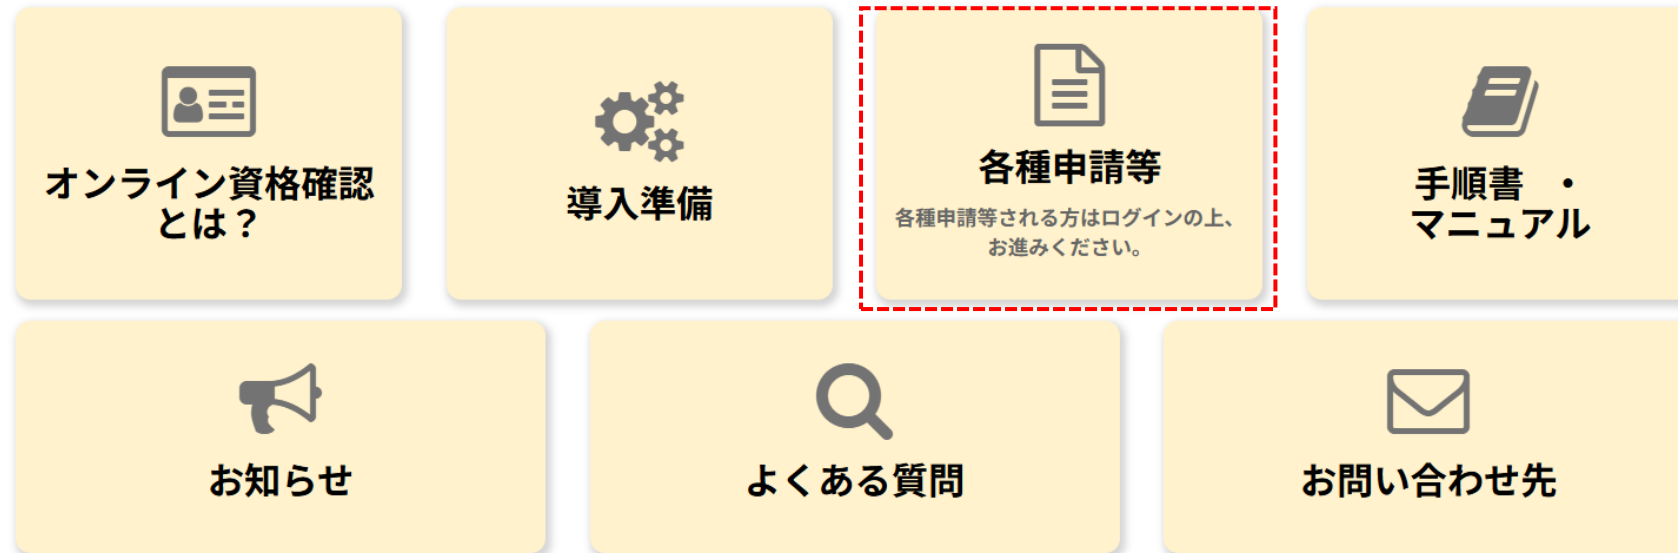 オンライン資格確認
とは？
導入準備
各種申請等
各種申請等される方はログインの上、
お進みください。
手順書　・
マニュアル
お知らせ
よくある質問
お問い合わせ先